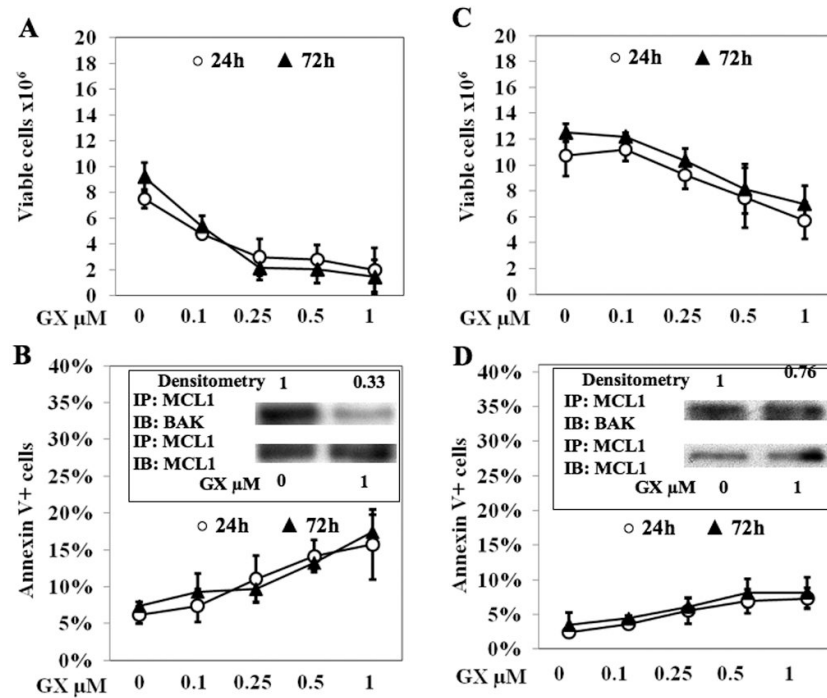 A
20
18
16
14
12
10
8
6
4
2
0
Viable cells x10⁶
24h 72h
GX μM 0 0.1 0.25 0.5 1
B
40%
35%
30%
25%
20%
15%
10%
5%
0%
Annexin V+ cells
Densitometry 1 0.33
IP: MCL1
IB: BAK
IP: MCL1
IB: MCL1
GX μM 0 1
24h 72h
GX μM 0 0.1 0.25 0.5 1
C
20
18
16
14
12
10
8
6
4
2
0
Viable cells x10⁶
24h 72h
GX μM 0 0.1 0.25 0.5 1
D
40%
35%
30%
25%
20%
15%
10%
5%
0%
Annexin V+ cells
Densitometry 1 0.76
IP: MCL1
IB: BAK
IP: MCL1
IB: MCL1
GX μM 0 1
24h 72h
GX μM 0 0.1 0.25 0.5 1